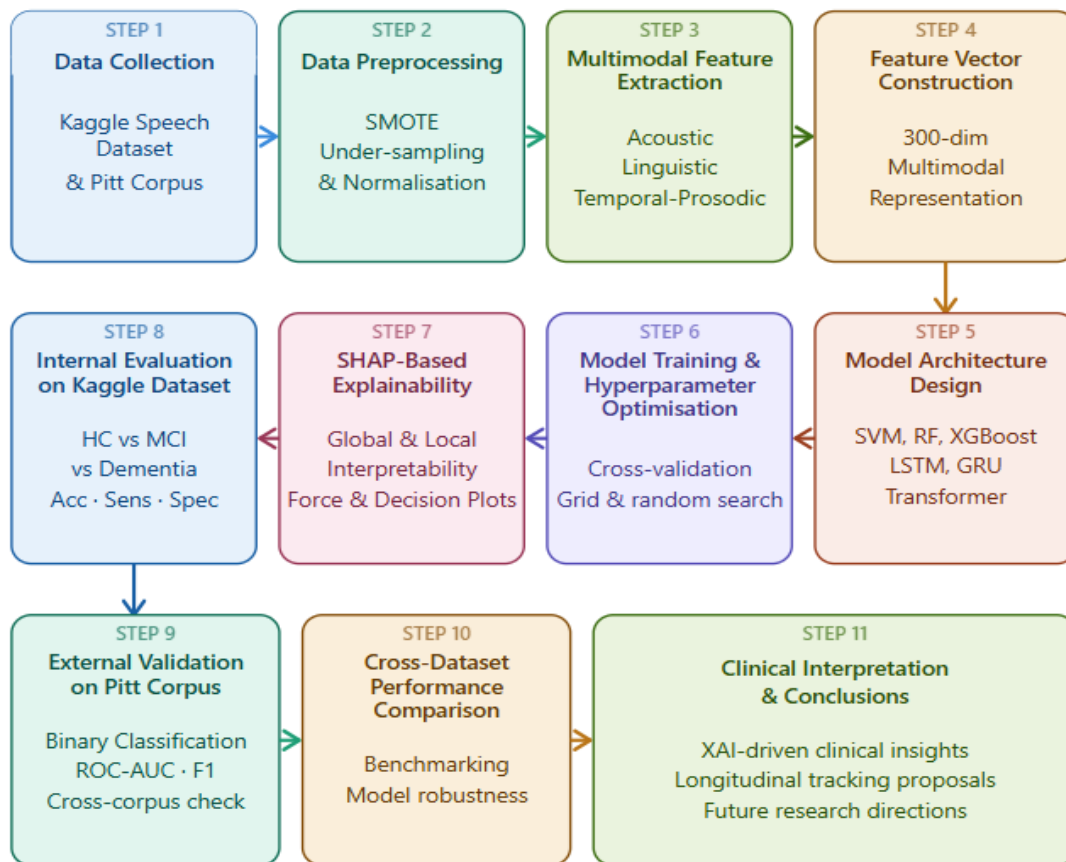 STEP 1
Data Collection
Kaggle Speech
Dataset
& Pitt Corpus
STEP 2
Data Preprocessing
SMOTE
Under-sampling
& Normalisation
STEP 3
Multimodal Feature
Extraction
Acoustic
Linguistic
Temporal-Prosodic
STEP 4
Feature Vector
Construction
300-dim
Multimodal
Representation
STEP 5
Model Architecture
Design
SVM, RF, XGBoost
LSTM, GRU
Transformer
STEP 6
Model Training &
Hyperparameter
Optimisation
Cross-validation
Grid & random search
STEP 7
SHAP-Based
Explainability
Global & Local
Interpretability
Force & Decision Plots
STEP 8
Internal Evaluation
on Kaggle Dataset
HC vs MCI
vs Dementia
Acc · Sens · Spec
STEP 9
External Validation
on Pitt Corpus
Binary Classification
ROC-AUC · F1
Cross-corpus check
STEP 10
Cross-Dataset
Performance
Comparison
Benchmarking
Model robustness
STEP 11
Clinical Interpretation
& Conclusions
XAI-driven clinical insights
Longitudinal tracking proposals
Future research directions